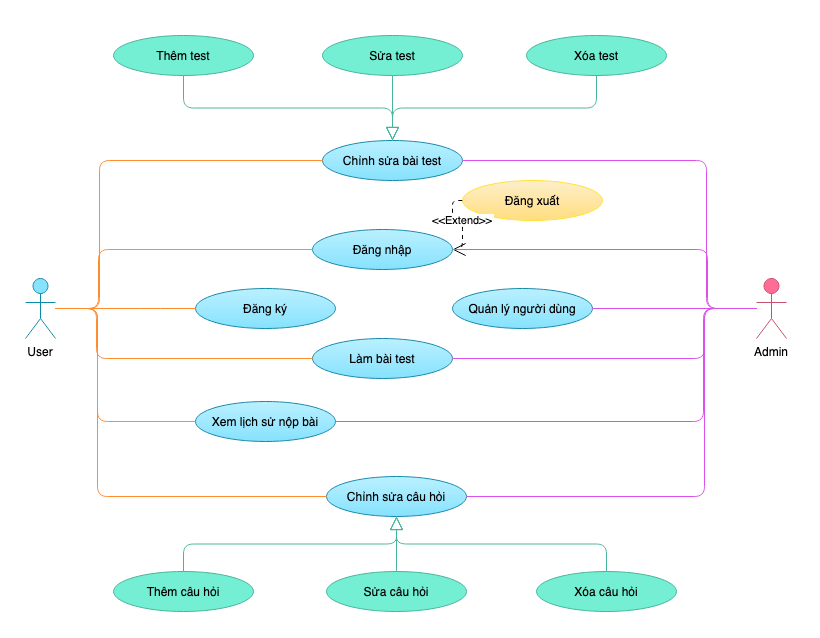 Thêm test
Sửa test
Xóa test
Chỉnh sửa bài test
Đăng xuất
<<Extend>>
Đăng nhập
Đăng ký
Quản lý người dùng
User
Admin
Làm bài test
Xem lịch sử nộp bài
Chỉnh sửa câu hỏi
Thêm câu hỏi
Sửa câu hỏi
Xóa câu hỏi